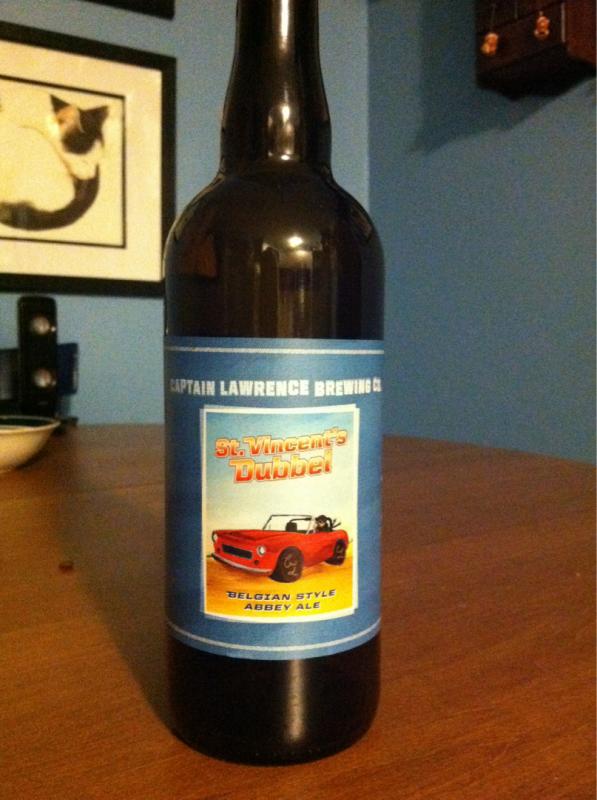 CAPTAIN LAWRENCE BREWING CO.
St. Vincent's
Dubbel
BELGIAN STYLE
ABBEY ALE